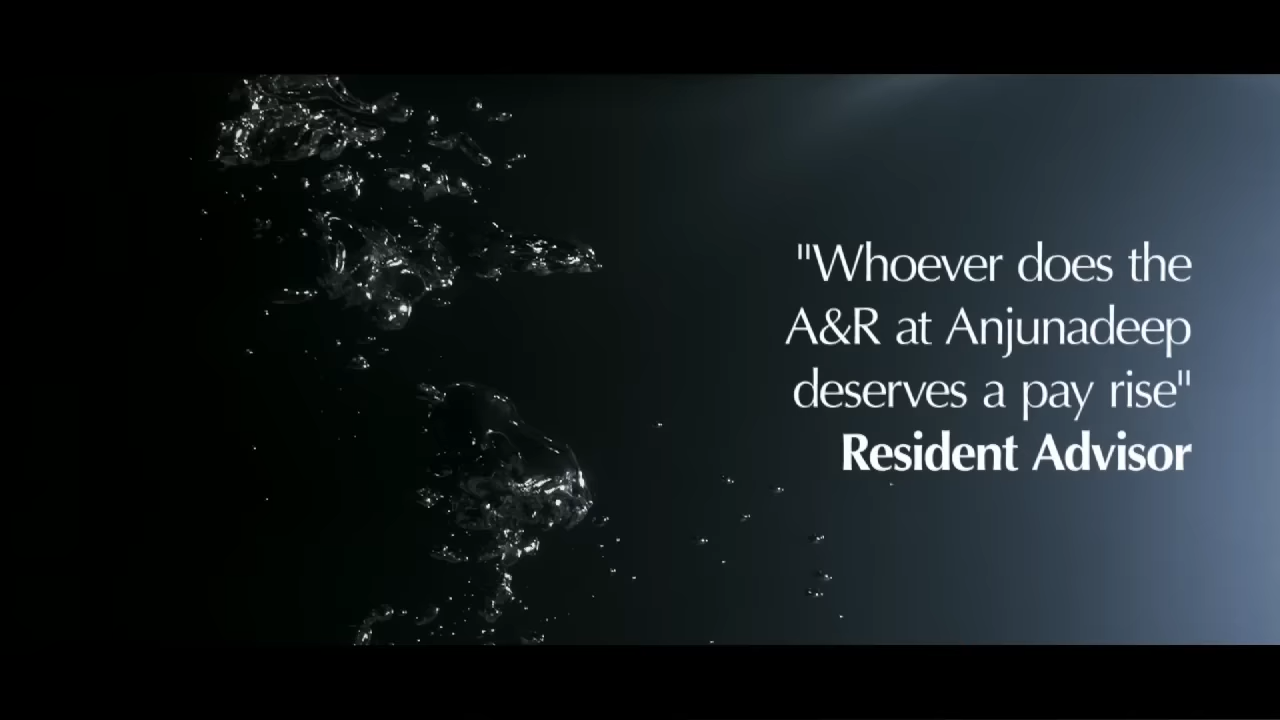 "Whoever does the
A&R at Anjunadeep
deserves a pay rise"
Resident Advisor